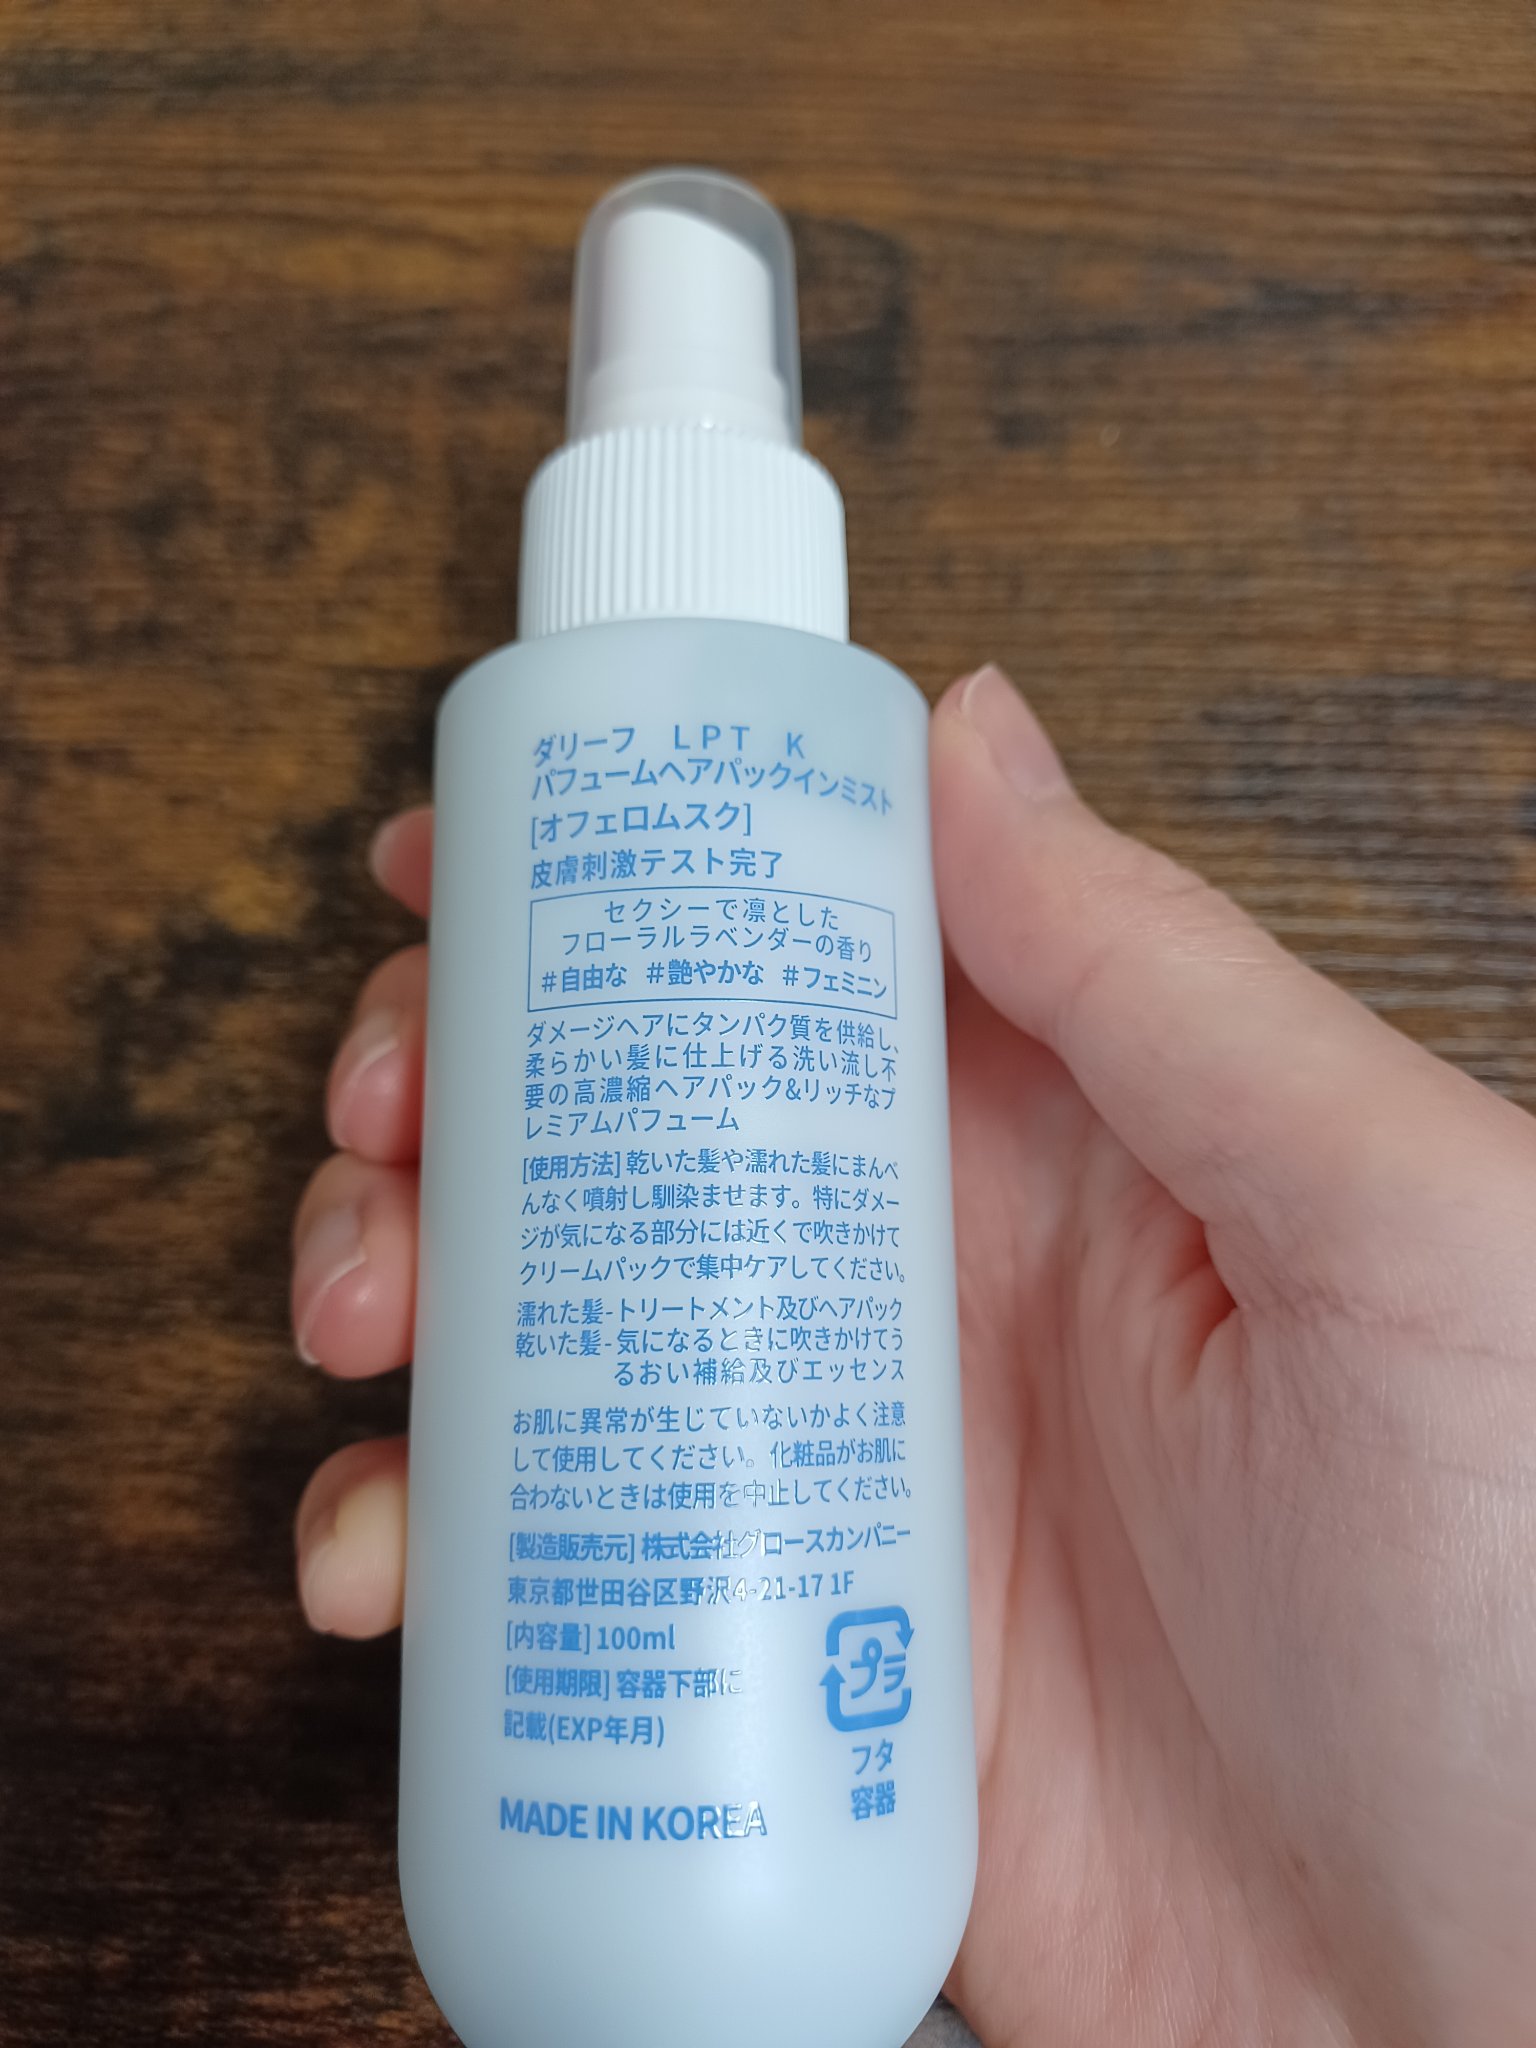 ダリーフ LPT K
パフュームヘアパックインミスト
[オフェロムスク]
皮膚刺激テスト完了
セクシーで凛とした
フローラルラベンダーの香り
#自由な #艶やかな #フェミニン
ダメージヘアにタンパク質を供給し、
柔らかい髪に仕上げる洗い流し不
要の高濃縮ヘアパック&リッチなプ
レミアムパフューム
[使用方法]乾いた髪や濡れた髪にまんべ
んなく噴射し馴染ませます。特にダメー
ジが気になる部分には近くで吹きかけて
クリームパックで集中ケアしてください。
濡れた髪-トリートメント及びヘアパック
乾いた髪-気になるときに吹きかけてう
るおい補給及びエッセンス
お肌に異常が生じていないかよく注意
して使用してください。化粧品がお肌に
合わないときは使用を中止してください。
[製造販売元]株式会社グロースカンパニー
東京都世田谷区野沢4-21-17 1F
[内容量]100ml
[使用期限]容器下部に
記載(EXP年月)
プラ
フタ
容器
MADE IN KOREA